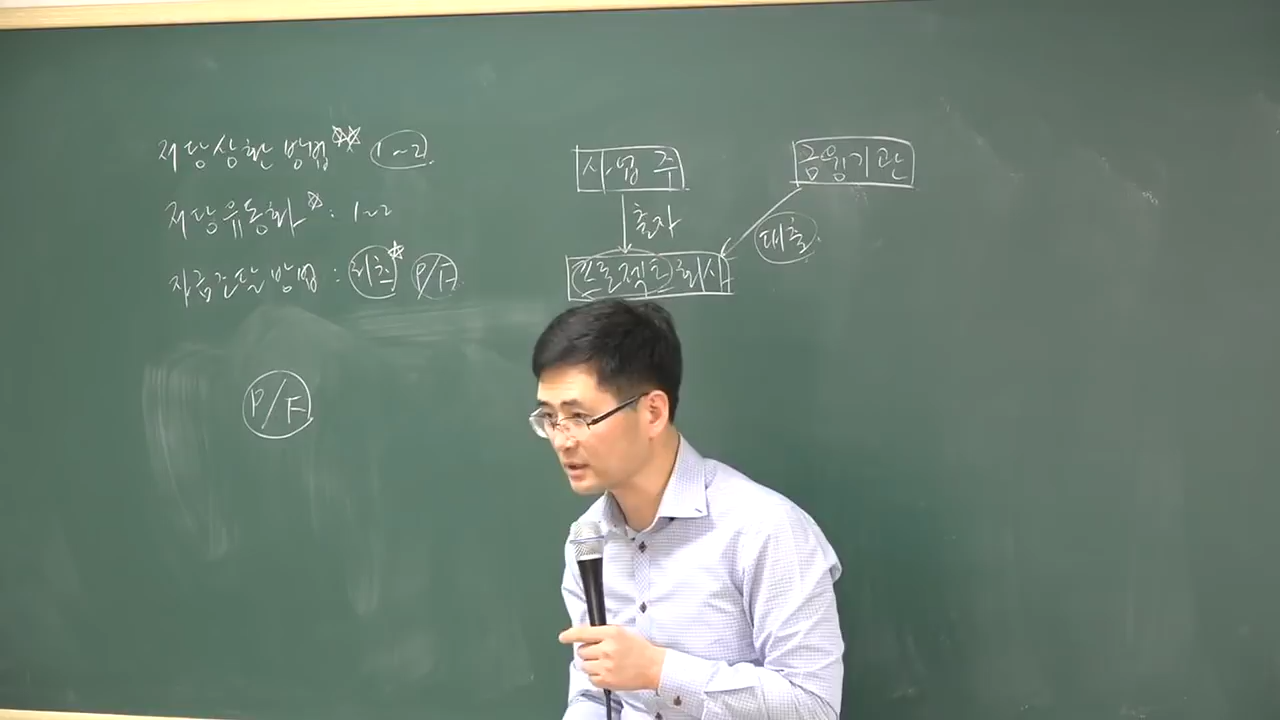 저당상환 방법 1~2
저당유동화 : 1~2
자금조달 방법 : 리츠 P/F
P/F
사업주
금융기관
출자
대출
프로젝트 회사